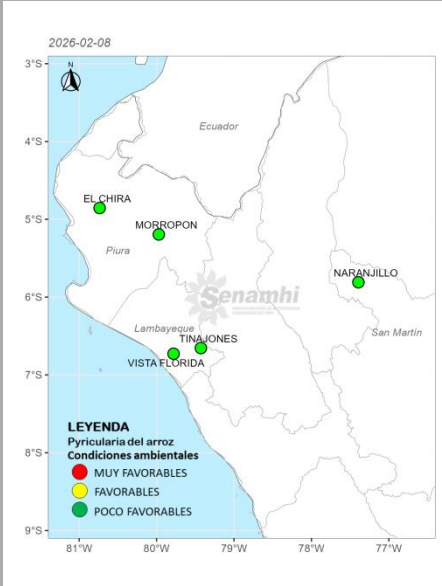 2026-02-08
3°S
N
Ecuador
4°S
EL CHIRA
5°S
MORROPON
Piura
NARANJILLO
6°S
Senamhi
Lambayeque
San Martín
TINAJONES
VISTA FLORIDA
7°S
LEYENDA
Pyricularia del arroz
Condiciones ambientales
8°S
MUY FAVORABLES
FAVORABLES
POCO FAVORABLES
9°S
81°W 80°W 79°W 78°W 77°W